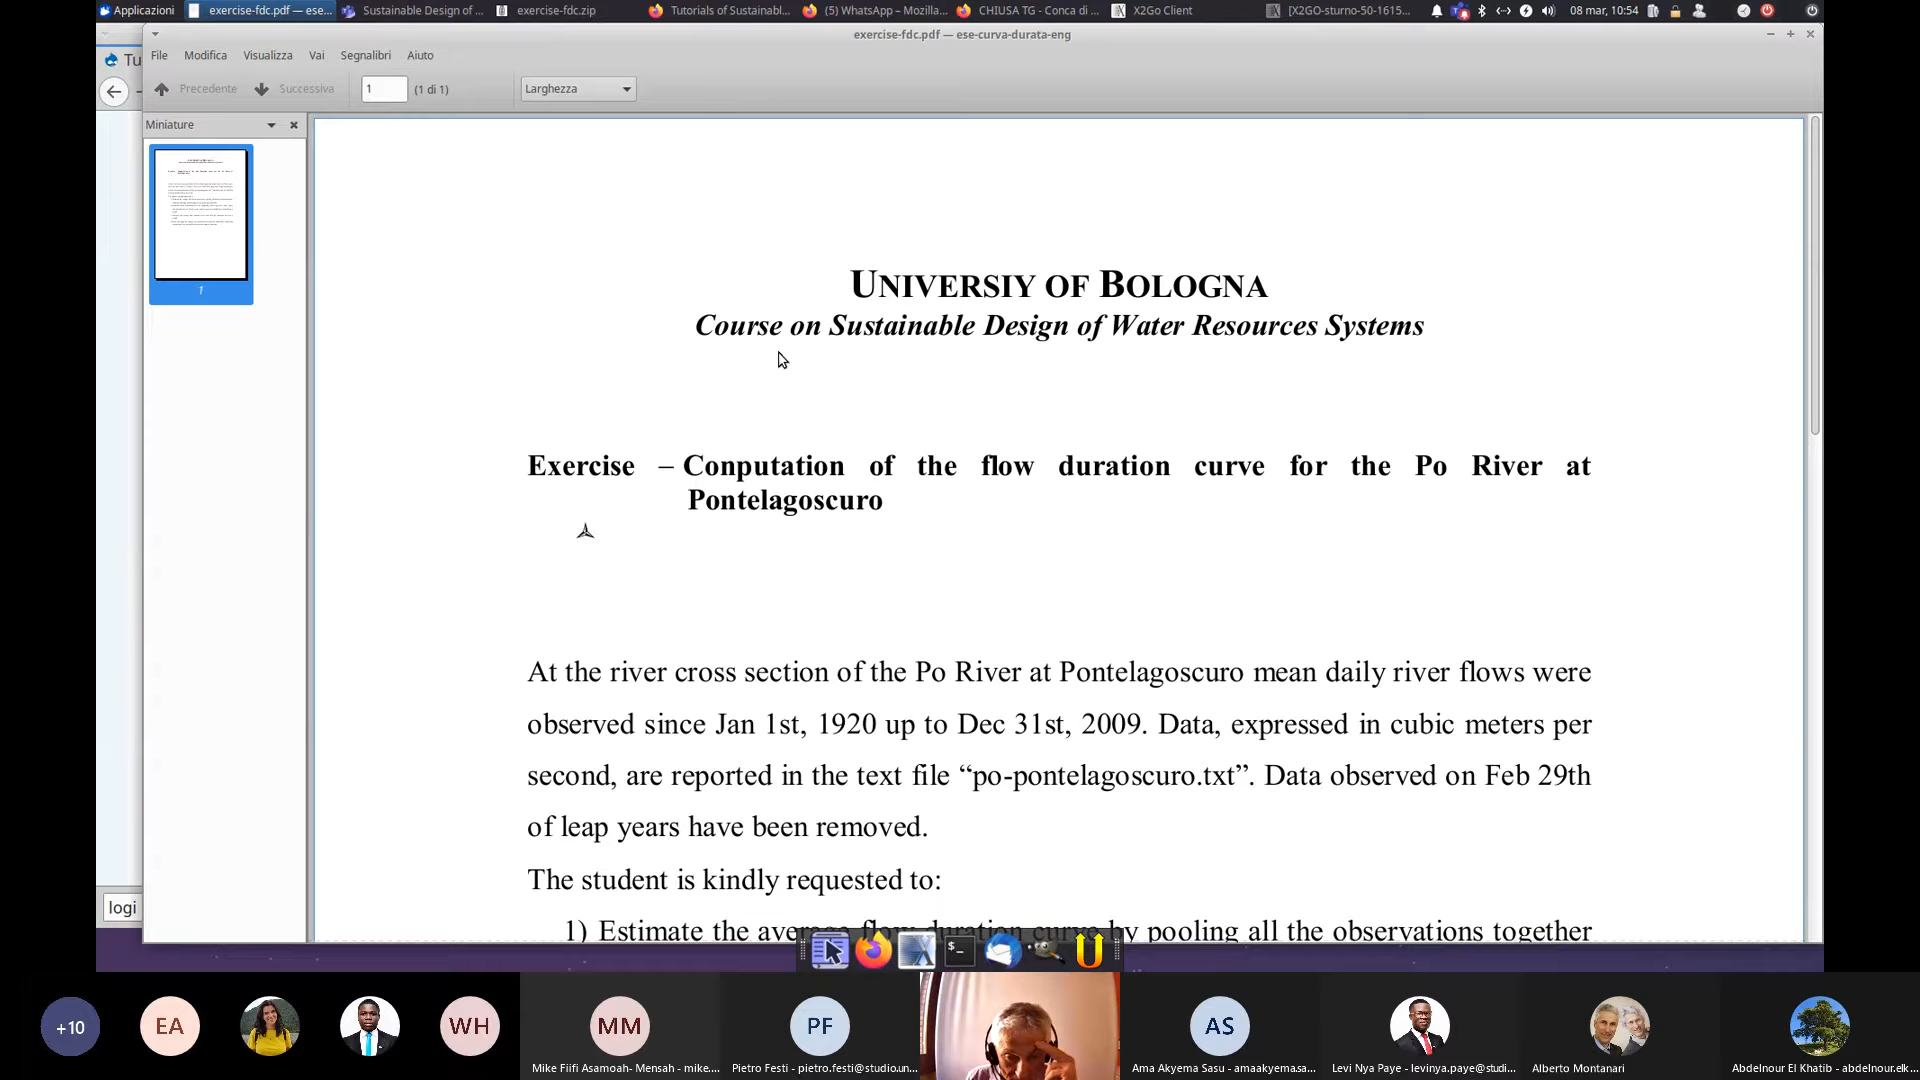 Applicazioni
exercise-fdc.pdf — ese...
Sustainable Design of ...
exercise-fdc.zip
Tutorials of Sustainabl...
(5) WhatsApp – Mozilla...
CHIUSA TG - Conca di ...
X2Go Client
[X2GO-sturno-50-1615...
08 mar, 10:54
exercise-fdc.pdf — ese-curva-durata-eng
Tu
File Modifica Visualizza Vai Segnalibri Aiuto
Precedente Successiva 1 (1 di 1) Larghezza
Miniature
1
UNIVERSIY OF BOLOGNA
Course on Sustainable Design of Water Resources Systems
Exercise – Conputation of the flow duration curve for the Po River at
Pontelagoscuro
At the river cross section of the Po River at Pontelagoscuro mean daily river flows were
observed since Jan 1st, 1920 up to Dec 31st, 2009. Data, expressed in cubic meters per
second, are reported in the text file “po-pontelagoscuro.txt”. Data observed on Feb 29th
of leap years have been removed.
The student is kindly requested to:
1) Estimate the average flow duration curve by pooling all the observations together
logi
+10
EA
WH
MM
PF
AS
Mike Fiifi Asamoah- Mensah - mike....
Pietro Festi - pietro.festi@studio.un...
Ama Akyema Sasu - amaakyema.sa...
Levi Nya Paye - levinya.paye@studi...
Alberto Montanari
Abdelnour El Khatib - abdelnour.elk...